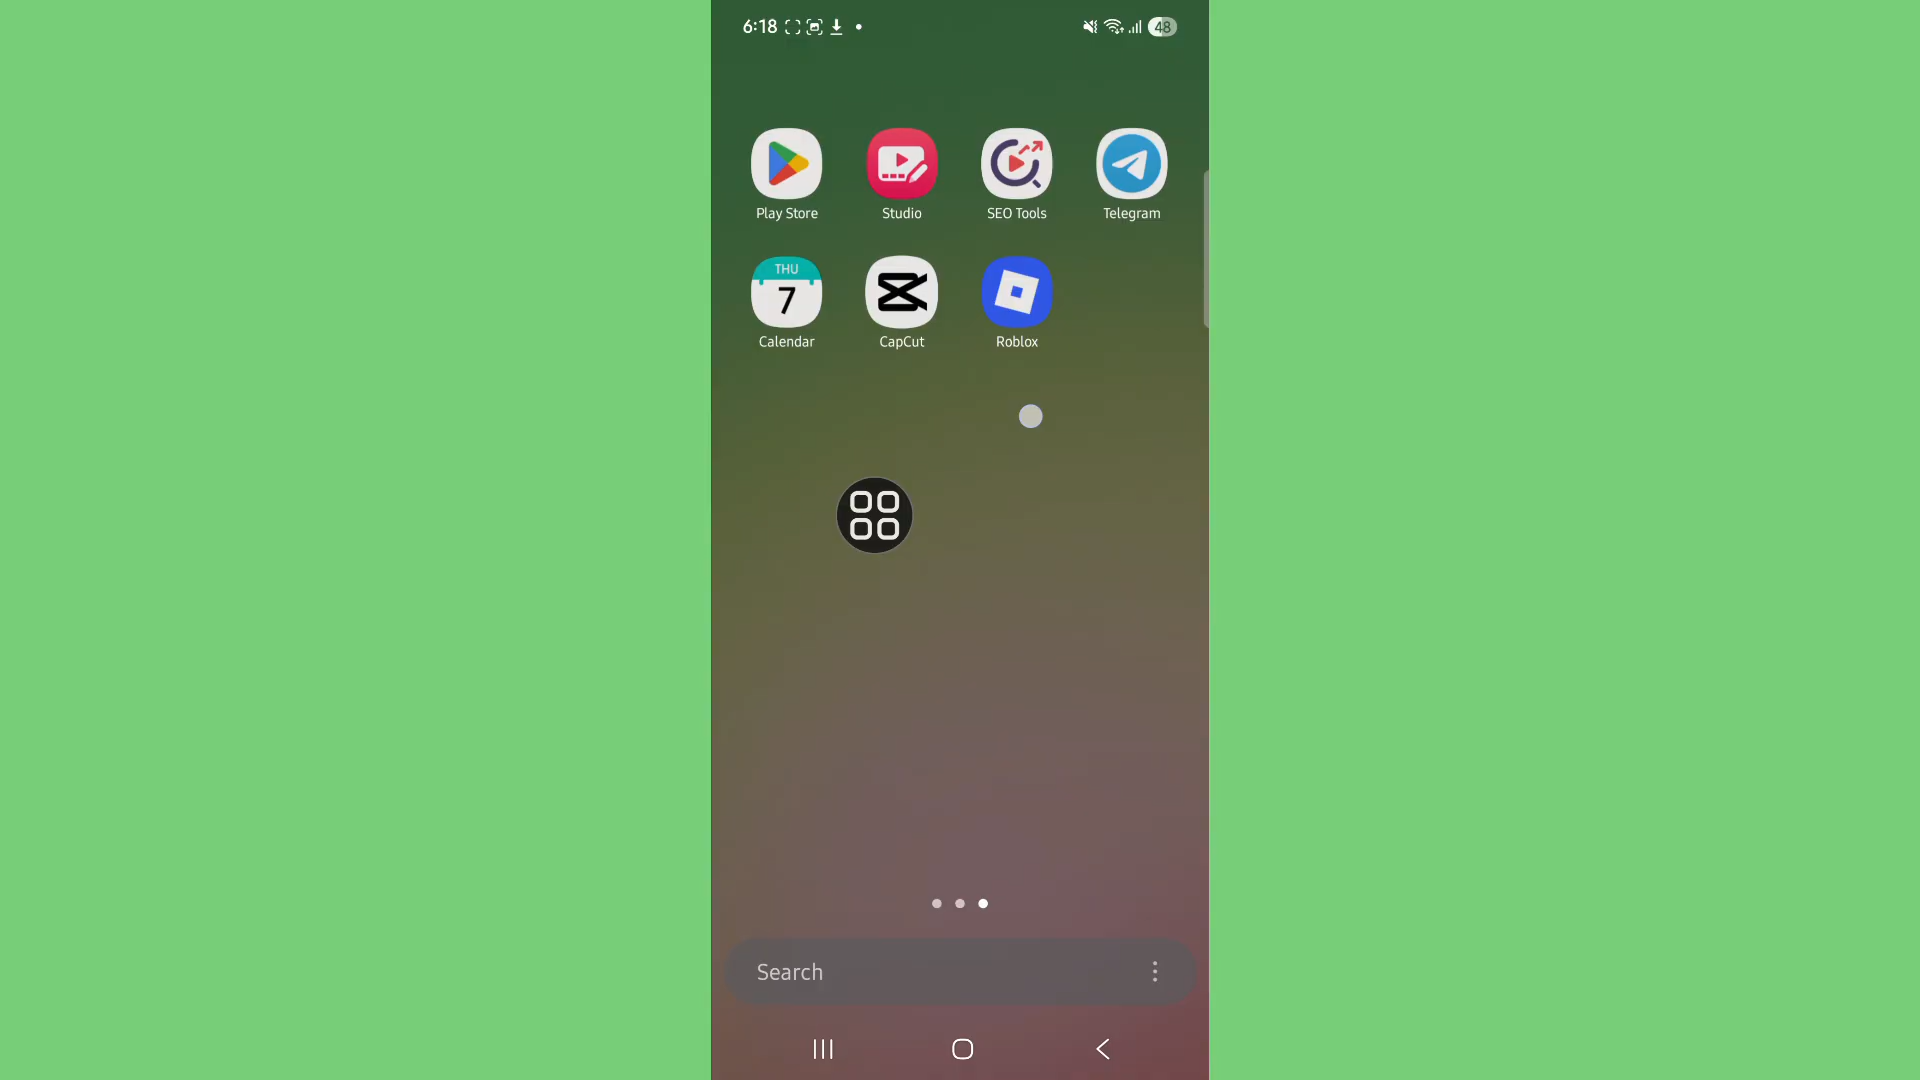 6:18
48
Play Store
Studio
SEO Tools
Telegram
THU
7
Calendar
CapCut
Roblox
Search